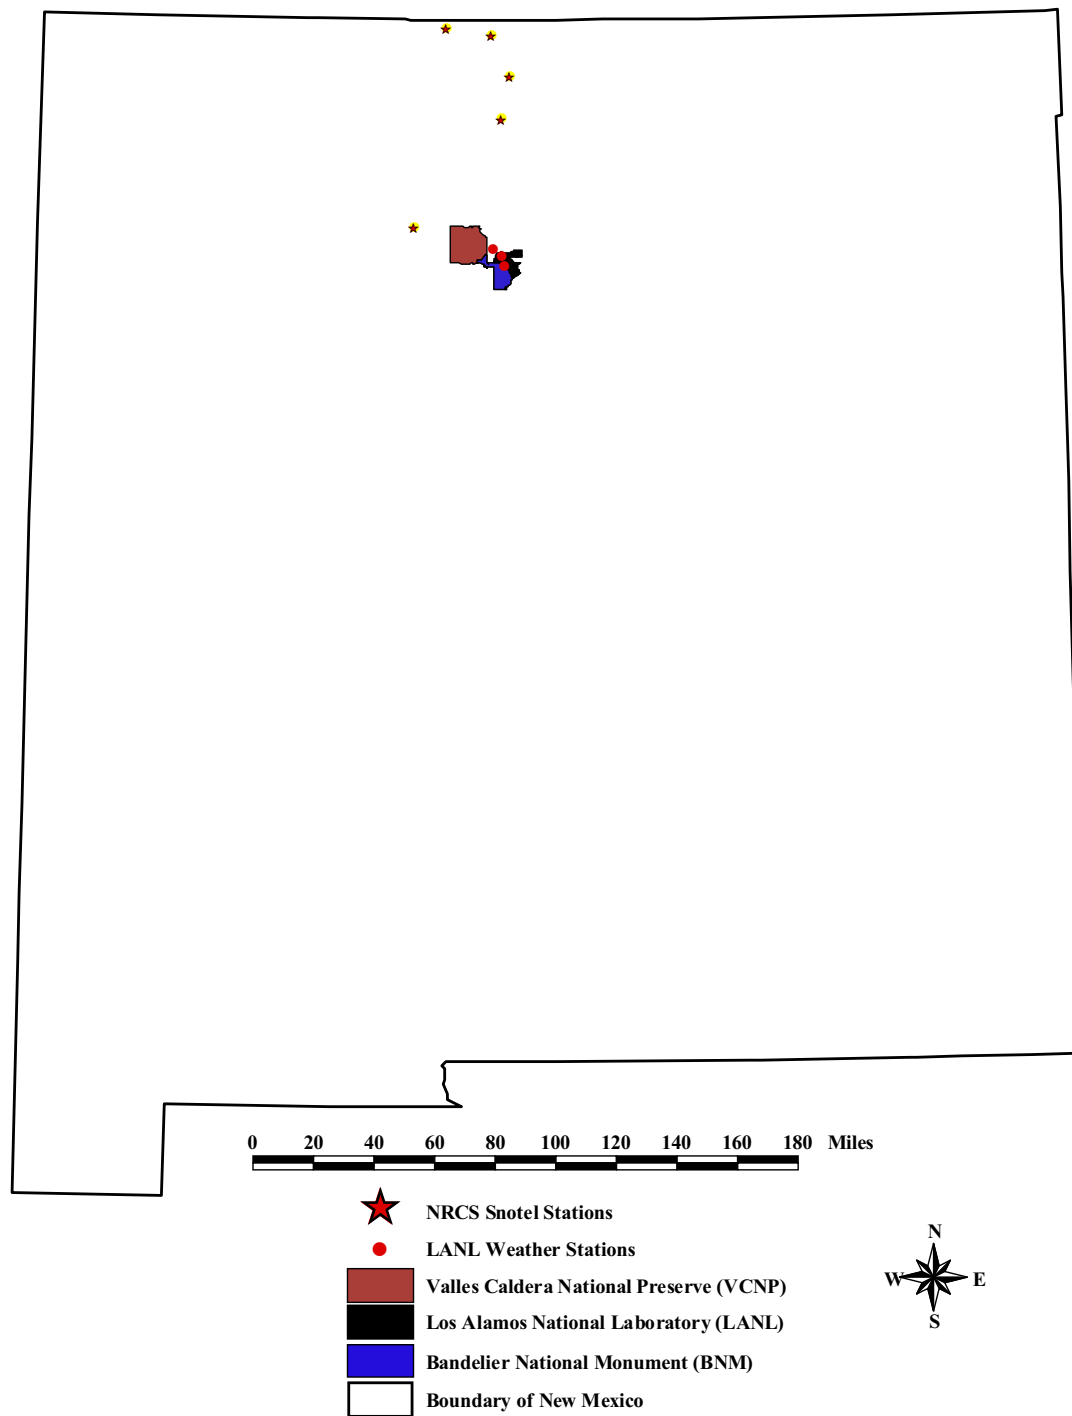 0 20 40 60 80 100 120 140 160 180 Miles
NRCS Snotel Stations
LANL Weather Stations
Valles Caldera National Preserve (VCNP)
Los Alamos National Laboratory (LANL)
Bandelier National Monument (BNM)
Boundary of New Mexico
N
W E
S